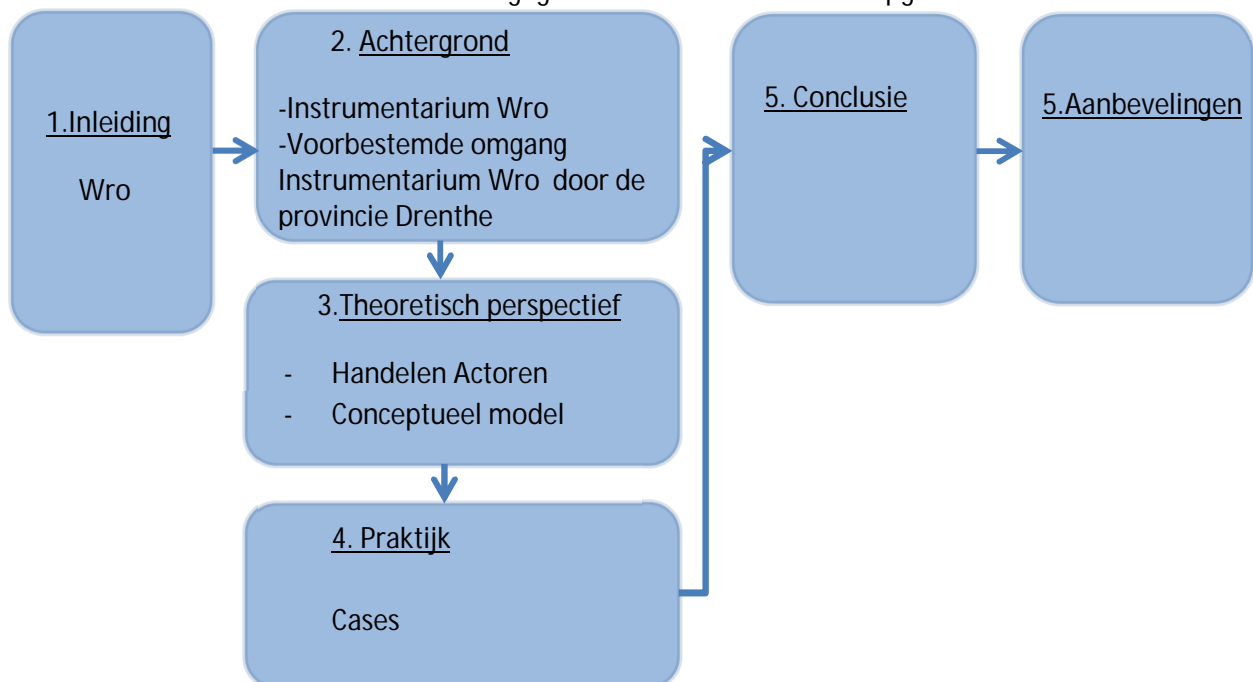 1.Inleiding
Wro
2. Achtergrond
-Instrumentarium Wro
-Voorbestemde omgang
Instrumentarium Wro door de
provincie Drenthe
3.Theoretisch perspectief
- Handelen Actoren
- Conceptueel model
4. Praktijk
Cases
5. Conclusie
5.Aanbevelingen